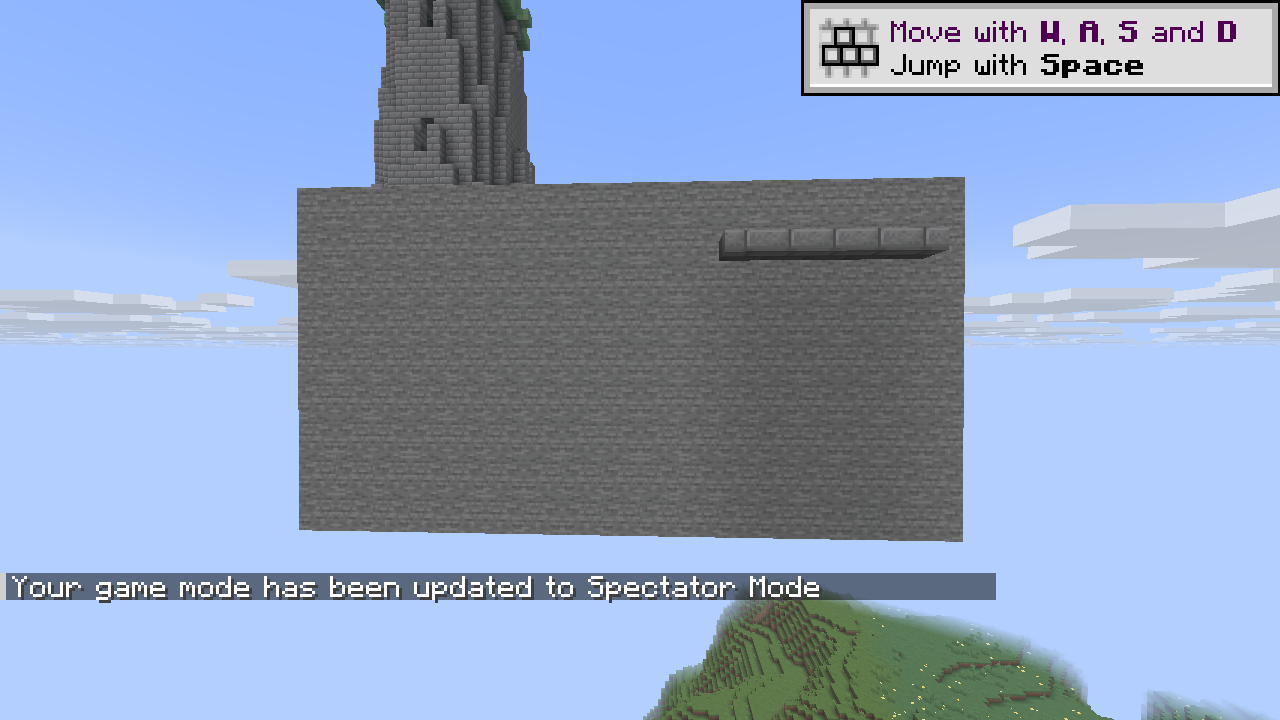 Move with W, A, S and D
Jump with Space
Your game mode has been updated to Spectator Mode